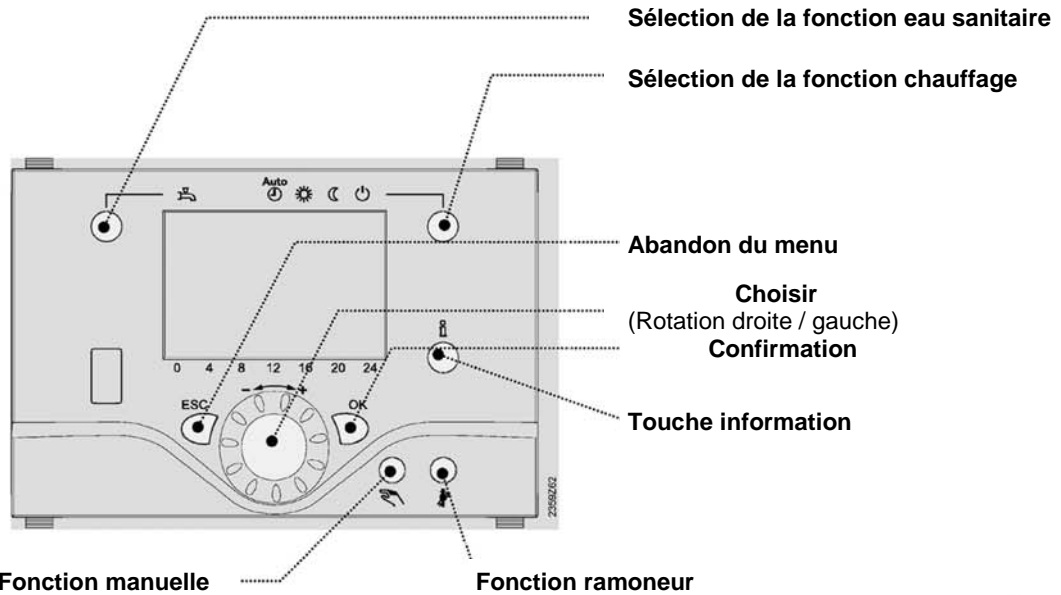 Sélection de la fonction eau sanitaire
Sélection de la fonction chauffage
Auto
Abandon du menu
Choisir
(Rotation droite / gauche)
Confirmation
0 4 8 12 16 20 24
- +
ESC OK
Touche information
2359Z62
Fonction manuelle Fonction ramoneur